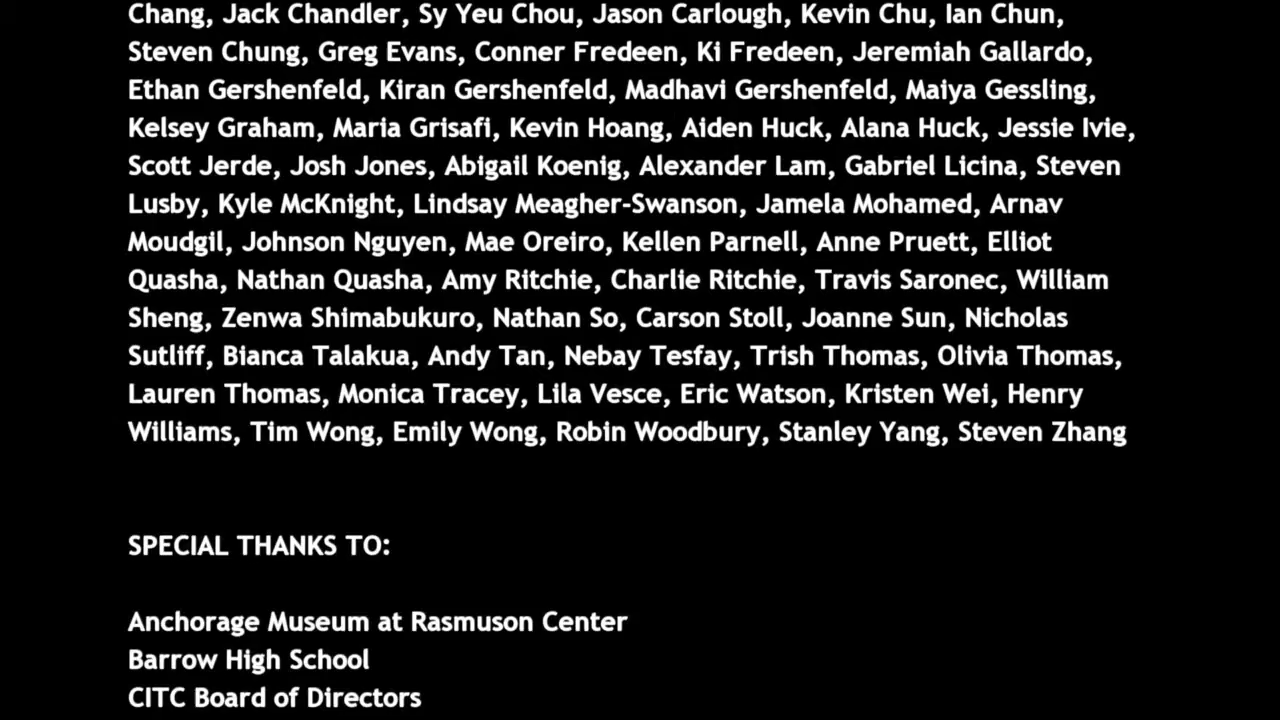 Chang, Jack Chandler, Sy Yeu Chou, Jason Carlough, Kevin Chu, Ian Chun,
Steven Chung, Greg Evans, Conner Fredeen, Ki Fredeen, Jeremiah Gallardo,
Ethan Gershenfeld, Kiran Gershenfeld, Madhavi Gershenfeld, Maiya Gessling,
Kelsey Graham, Maria Grisafi, Kevin Hoang, Aiden Huck, Alana Huck, Jessie Ivie,
Scott Jerde, Josh Jones, Abigail Koenig, Alexander Lam, Gabriel Licina, Steven
Lusby, Kyle McKnight, Lindsay Meagher-Swanson, Jamela Mohamed, Arnav
Moudgil, Johnson Nguyen, Mae Oreiro, Kellen Parnell, Anne Pruett, Elliot
Quasha, Nathan Quasha, Amy Ritchie, Charlie Ritchie, Travis Saronec, William
Sheng, Zenwa Shimabukuro, Nathan So, Carson Stoll, Joanne Sun, Nicholas
Sutliff, Bianca Talakua, Andy Tan, Nebay Tesfay, Trish Thomas, Olivia Thomas,
Lauren Thomas, Monica Tracey, Lila Vesce, Eric Watson, Kristen Wei, Henry
Williams, Tim Wong, Emily Wong, Robin Woodbury, Stanley Yang, Steven Zhang
SPECIAL THANKS TO:
Anchorage Museum at Rasmuson Center
Barrow High School
CITC Board of Directors